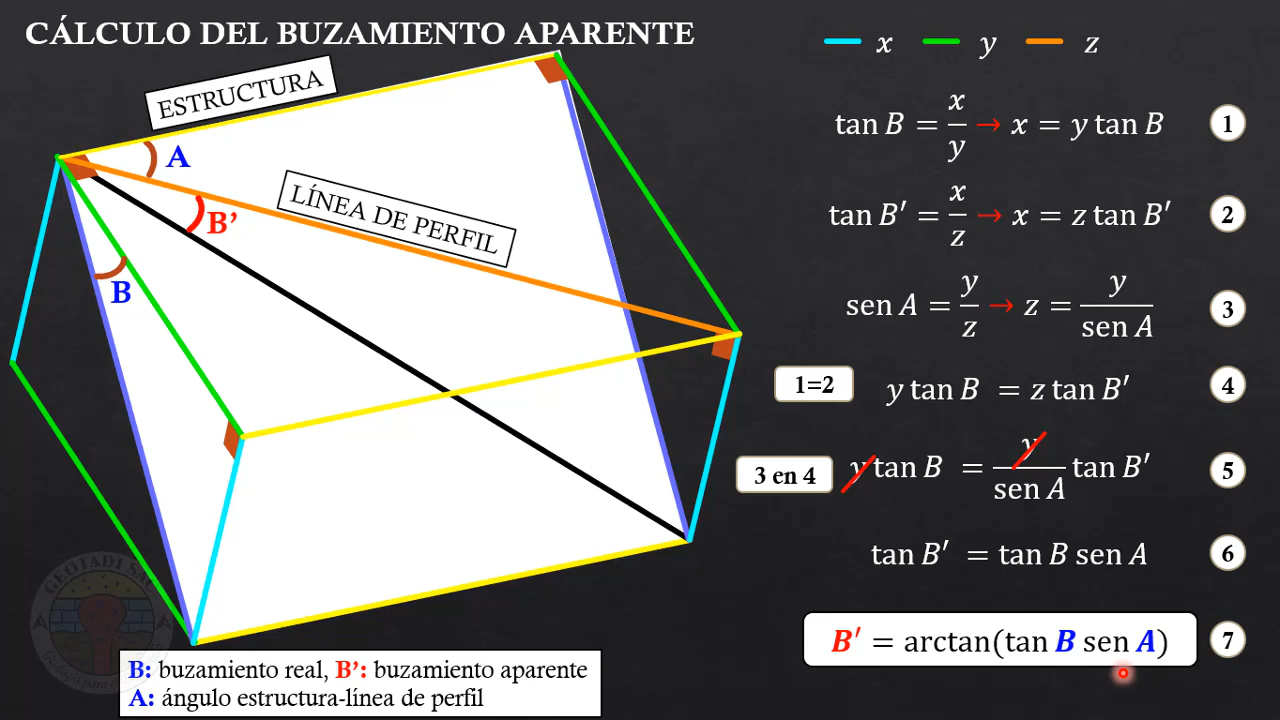 CÁLCULO DEL BUZAMIENTO APARENTE
x y z
ESTRUCTURA
A
LÍNEA DE PERFIL
B’
B
tan B = x/y → x = y tan B 1
tan B′ = x/z → x = z tan B′ 2
sen A = y/z → z = y/sen A 3
1=2 y tan B = z tan B′ 4
3 en 4 y tan B = y/sen A tan B′ 5
tan B′ = tan B sen A 6
B′ = arctan(tan B sen A) 7
GEOTADI SAC
B: buzamiento real, B’: buzamiento aparente
A: ángulo estructura-línea de perfil